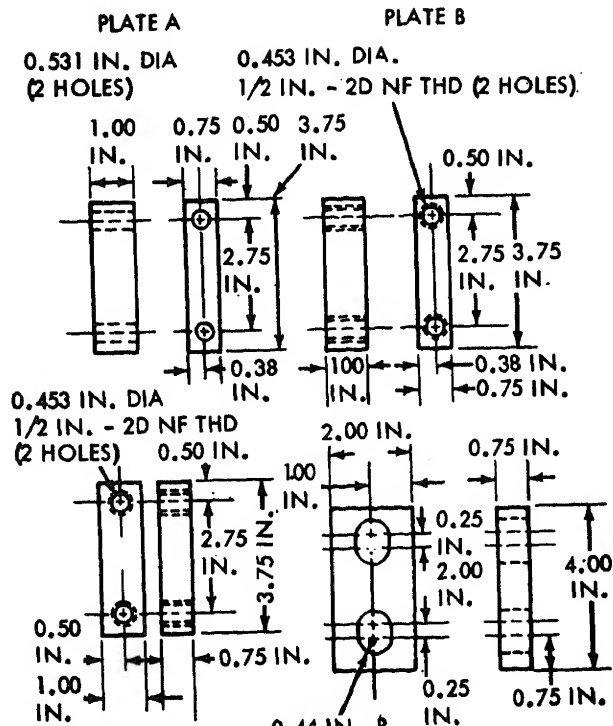 PLATE A
PLATE B
0.531 IN. DIA
(2 HOLES)
0.453 IN. DIA.
1/2 IN. - 2D NF THD (2 HOLES)
1.00
IN.
0.75
IN.
0.50
IN.
3.75
IN.
0.50 IN.
2.75
IN.
2.75
IN.
3.75
IN.
0.38
IN.
100
IN.
0.38 IN.
0.75 IN.
0.453 IN. DIA
1/2 IN. - 2D NF THD
(2 HOLES)
0.50 IN.
2.75
IN.
3.75 IN.
0.50
IN.
1.00
IN.
0.75 IN.
2.00 IN.
0.75 IN.
1.00
IN.
0.25
IN.
2.00
IN.
4.00
IN.
0.25
IN.
0.75 IN.